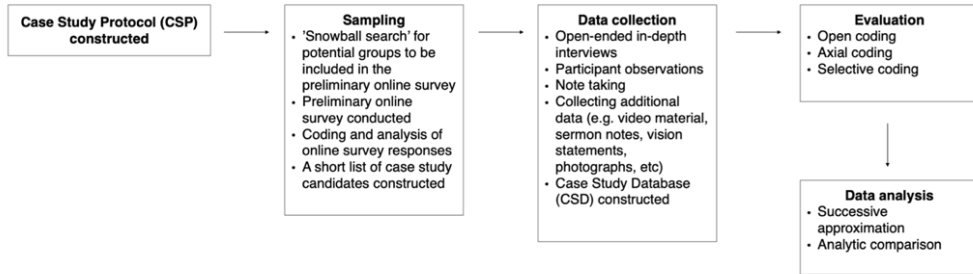 Case Study Protocol (CSP)
constructed
Sampling
• 'Snowball search' for
potential groups to be
included in the
preliminary online survey
• Preliminary online
survey conducted
• Coding and analysis of
online survey responses
• A short list of case study
candidates constructed
Data collection
• Open-ended in-depth
interviews
• Participant observations
• Note taking
• Collecting additional
data (e.g. video material,
sermon notes, vision
statements,
photographs, etc)
• Case Study Database
(CSD) constructed
Evaluation
• Open coding
• Axial coding
• Selective coding
Data analysis
• Successive
approximation
• Analytic comparison